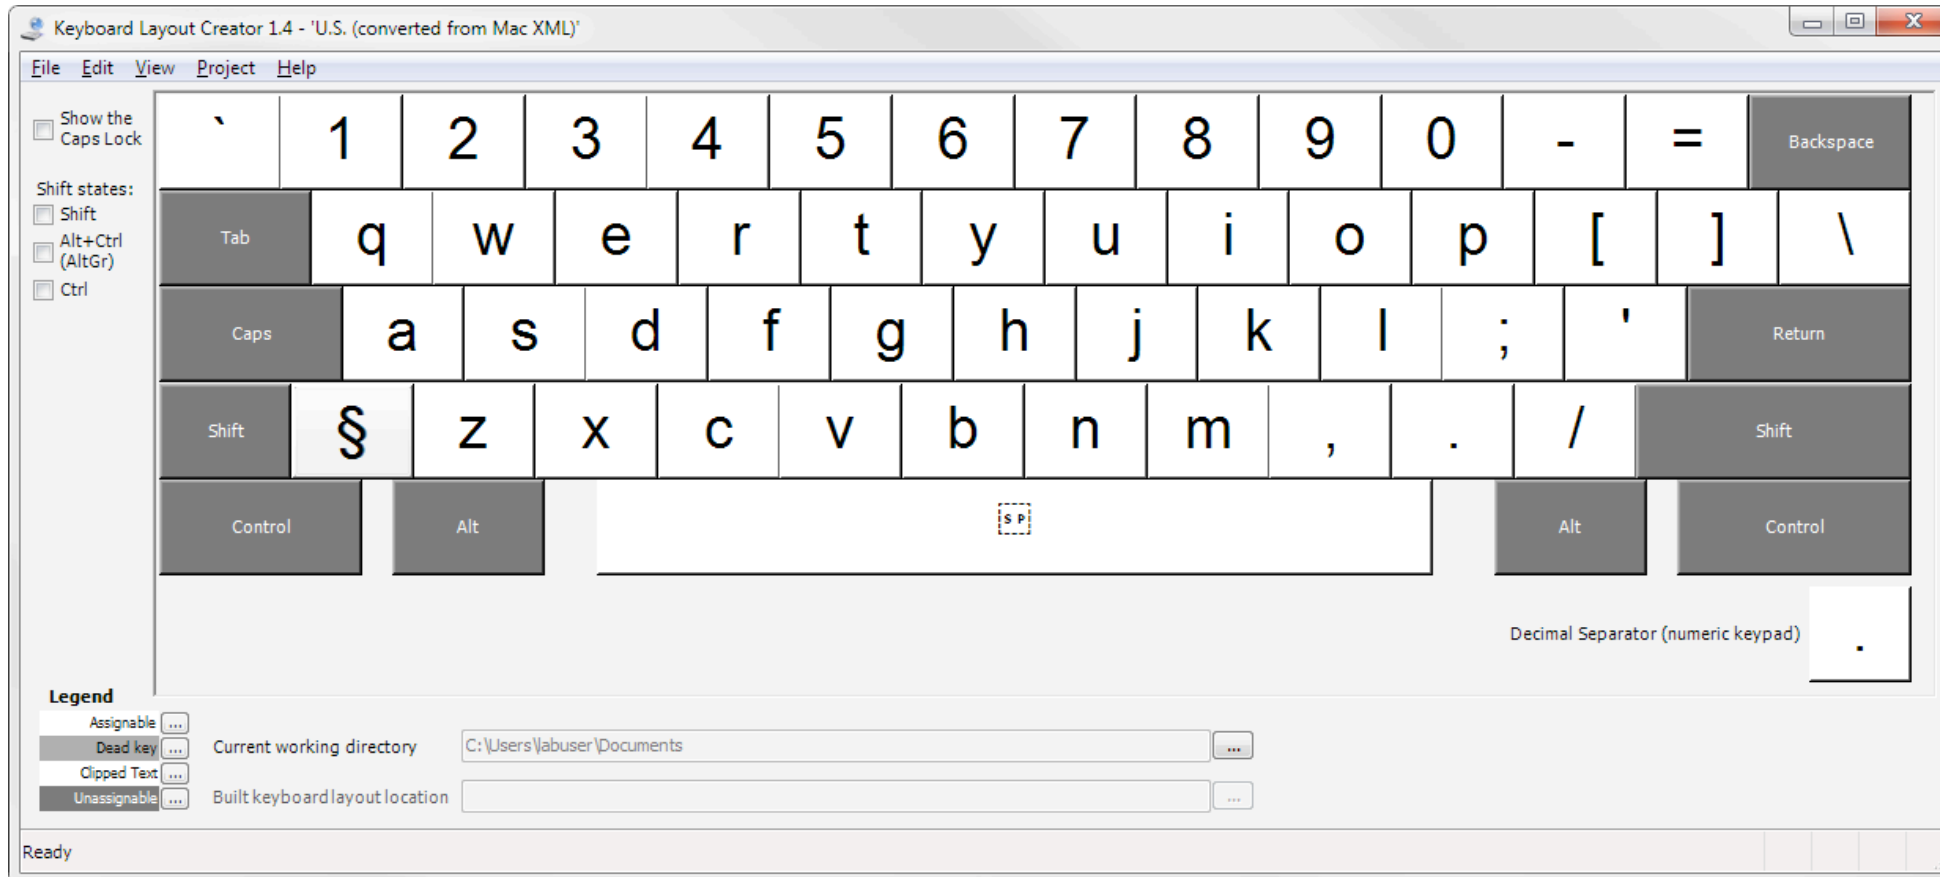 Keyboard Layout Creator 1.4 - 'U.S. (converted from Mac XML)'
File Edit View Project Help
Show the
Caps Lock
Shift states:
Shift
Alt+Ctrl
(AltGr)
Ctrl
` 1 2 3 4 5 6 7 8 9 0 - = Backspace
Tab q w e r t y u i o p [ ] \
Caps a s d f g h j k l ; ' Return
Shift § z x c v b n m , . / Shift
Control Alt SP Alt Control
Decimal Separator (numeric keypad) .
Legend
Assignable ...
Dead key ...
Clipped Text ...
Unassignable ...
Current working directory C:\Users\labuser\Documents ...
Built keyboard layout location ...
Ready